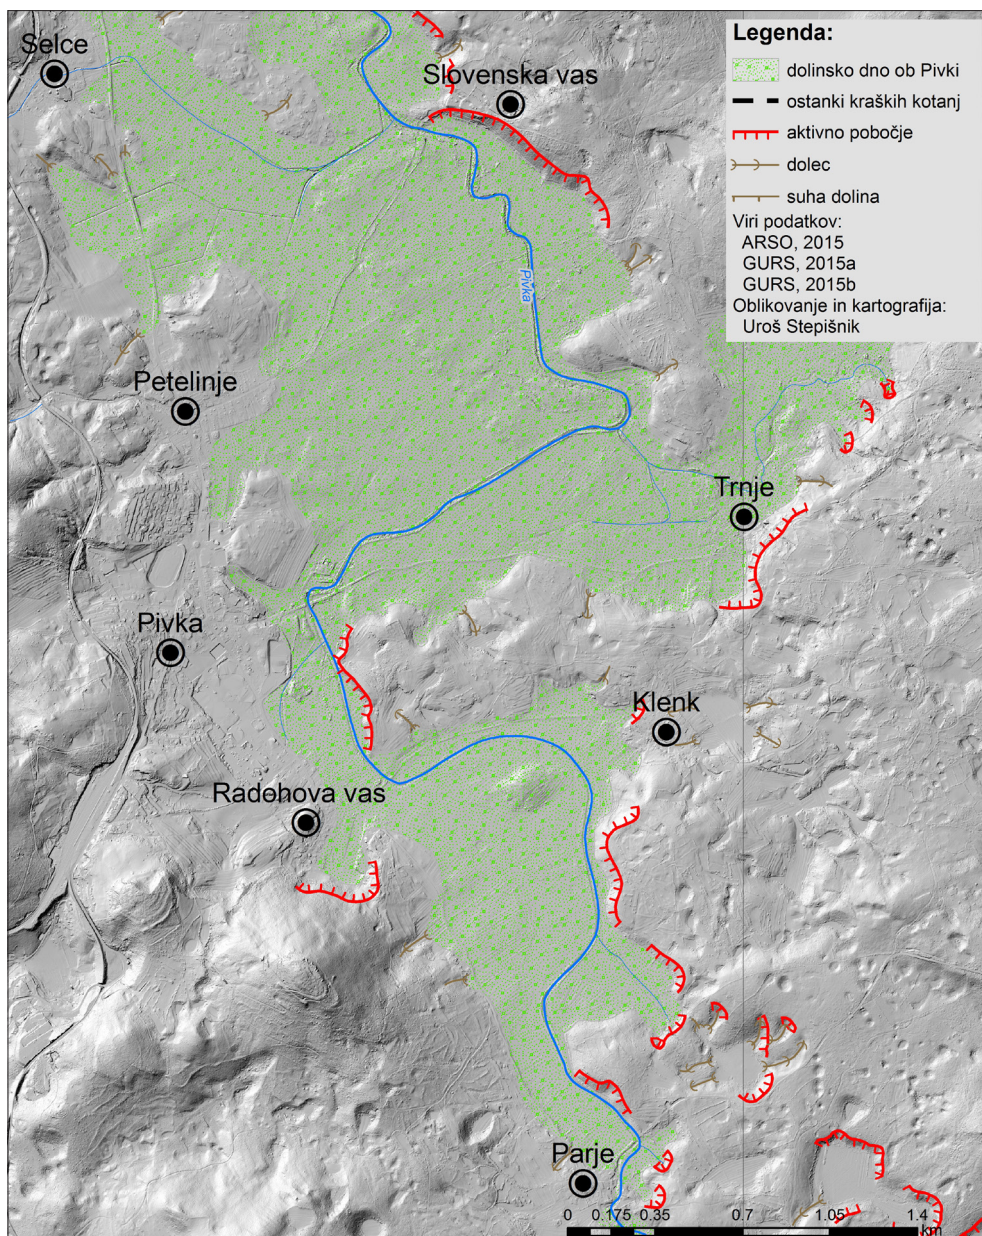 Selce
Slovenska vas
Legenda:
dolinsko dno ob Pivki
ostanki kraških kotanj
aktivno pobočje
dolec
suha dolina
Viri podatkov:
ARSO, 2015
GURS, 2015a
GURS, 2015b
Oblikovanje in kartografija:
Uroš Stepišnik
Pivka
Petelinje
Trnje
Pivka
Klenk
Radohova vas
Parje
0 0.175 0.35 0.7 1.05 1.4
km